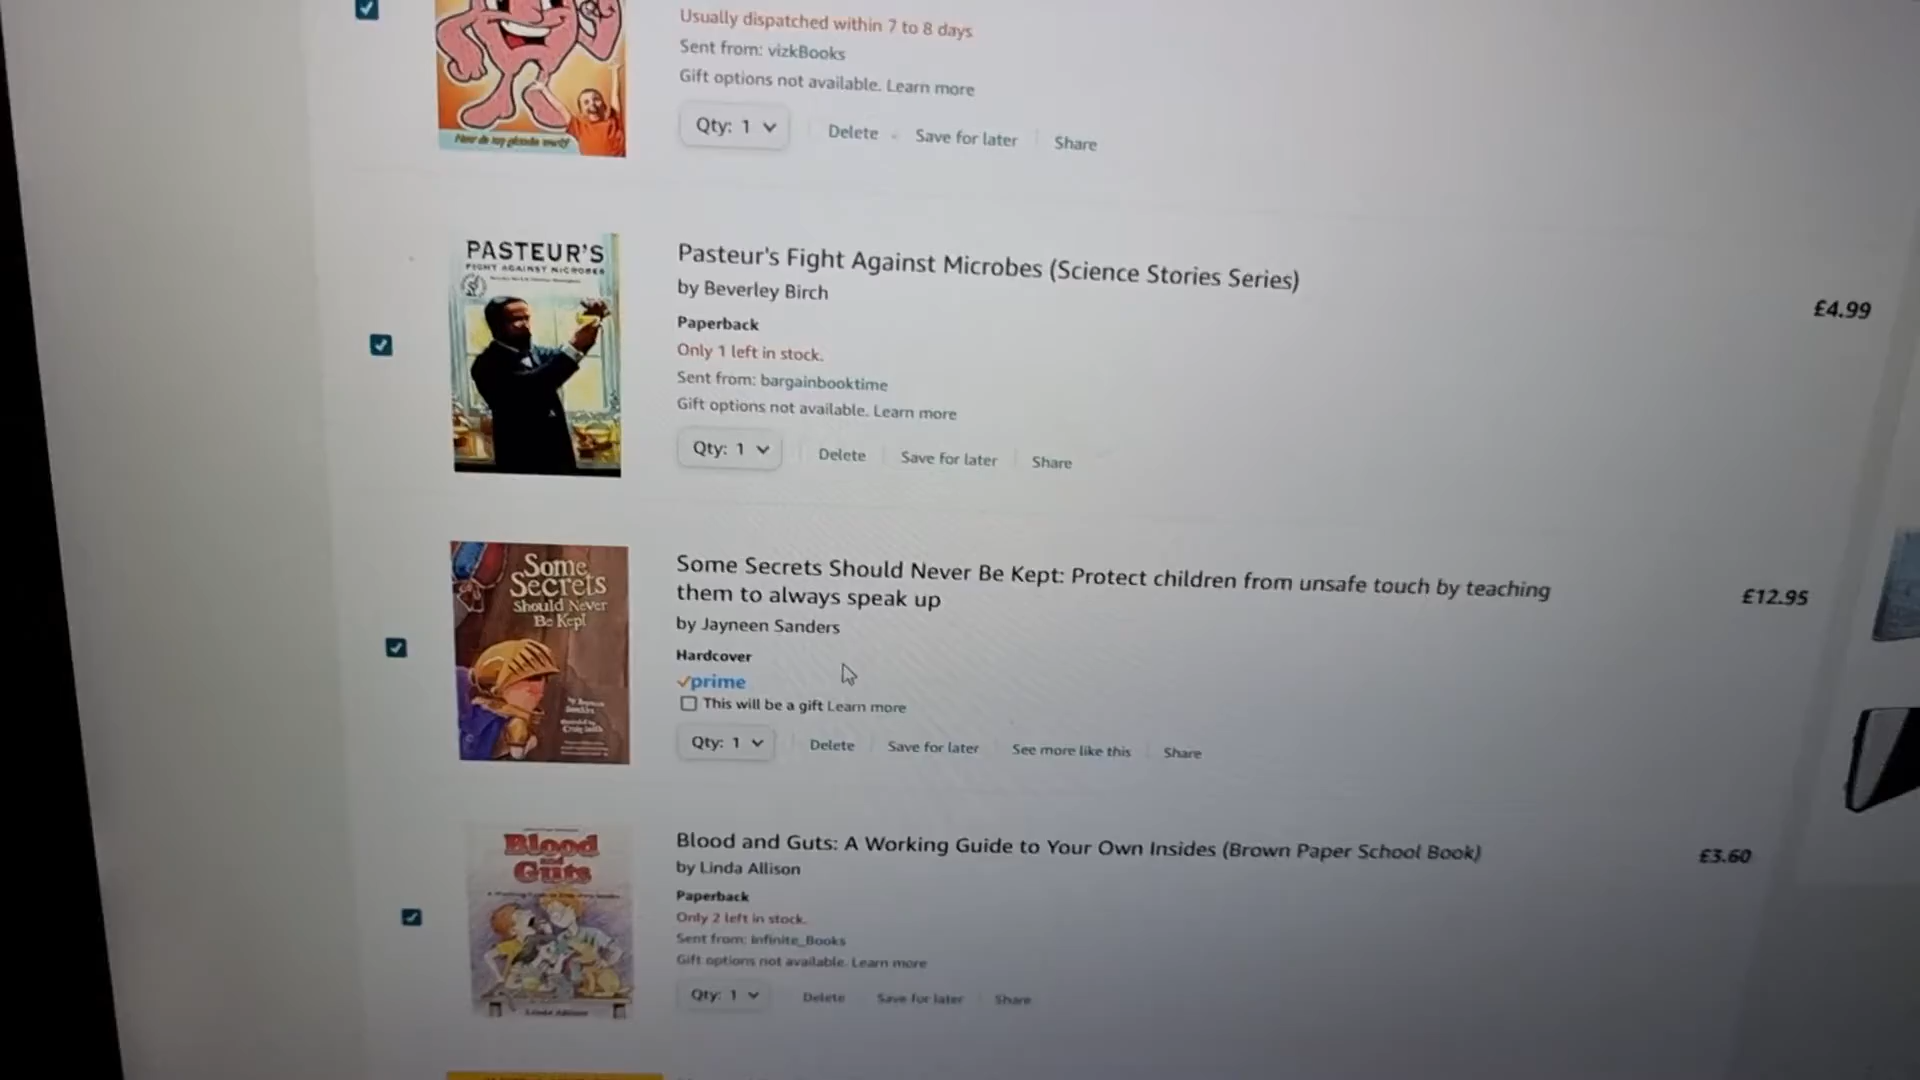 Usually dispatched within 7 to 8 days
Sent from: vizkBooks
Gift options not available. Learn more
Qty: 1
Delete
Save for later
Share
PASTEUR'S
FIGHT AGAINST MICROBES
Pasteur's Fight Against Microbes (Science Stories Series)
by Beverley Birch
£4.99
Paperback
Only 1 left in stock.
Sent from: bargainbooktime
Gift options not available. Learn more
Qty: 1
Delete
Save for later
Share
Some
Secrets
Should Never
Be Kept
Some Secrets Should Never Be Kept: Protect children from unsafe touch by teaching
them to always speak up
£12.95
by Jayneen Sanders
Hardcover
prime
This will be a gift Learn more
Qty: 1
Delete
Save for later
See more like this
Share
Blood
and
Guts
Linda Allison
Blood and Guts: A Working Guide to Your Own Insides (Brown Paper School Book)
£3.60
by Linda Allison
Paperback
Only 2 left in stock.
Sent from: Infinite_Books
Gift options not available. Learn more
Qty: 1
Delete
Save for later
Share